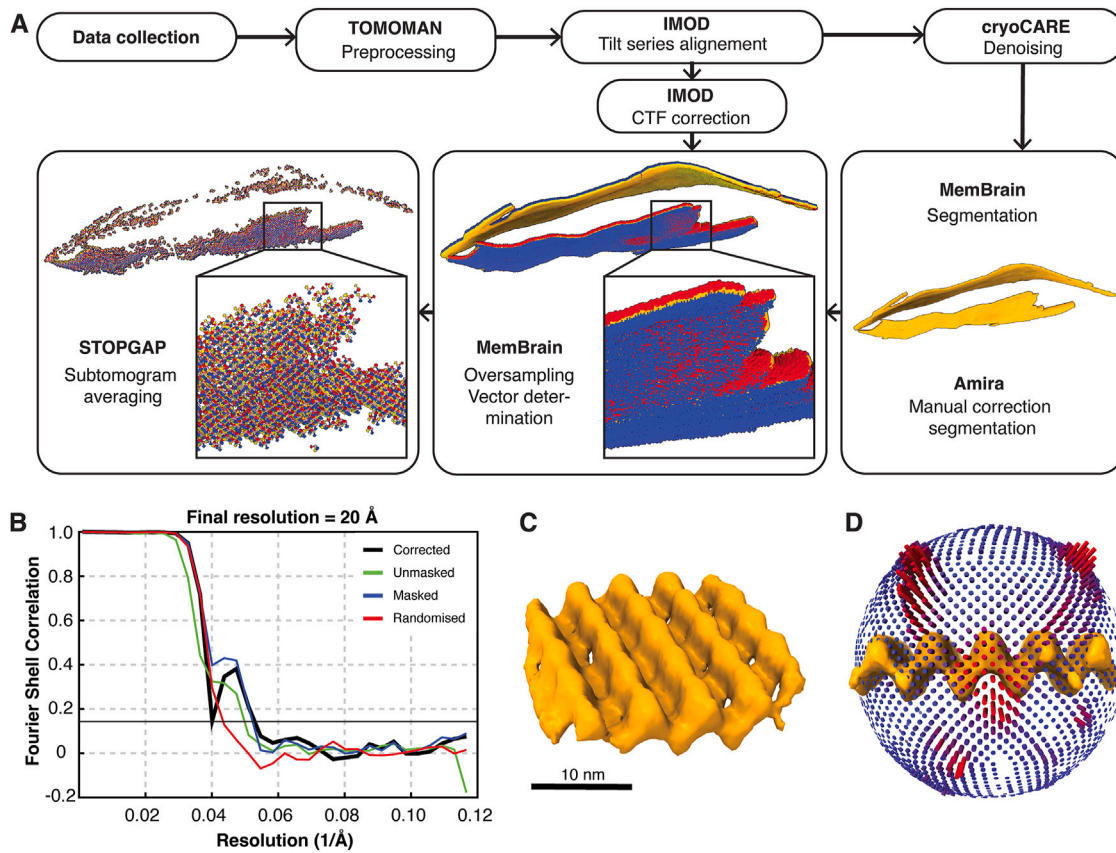 A
Data collection
TOMOMAN
Preprocessing
IMOD
Tilt series alignement
cryoCARE
Denoising
IMOD
CTF correction
STOPGAP
Subtomogram
averaging
MemBrain
Oversampling
Vector deter-
mination
MemBrain
Segmentation
Amira
Manual correction
segmentation
B
Final resolution = 20 Å
Fourier Shell Correlation
1.0
0.8
0.6
0.4
0.2
0
-0.2
Corrected
Unmasked
Masked
Randomised
0.02
0.04
0.06
0.08
0.10
0.12
Resolution (1/Å)
C
10 nm
D